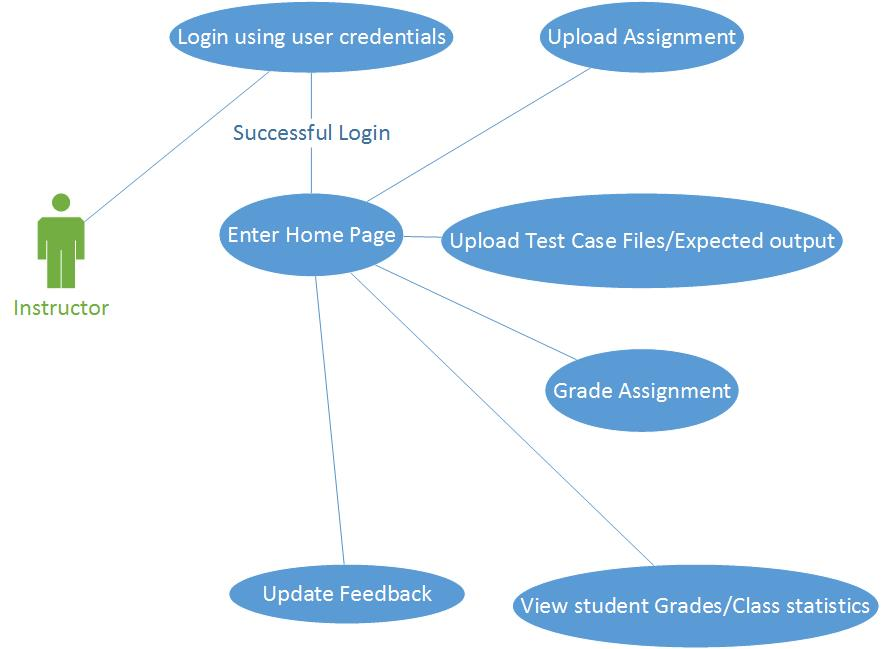 Login using user credentials
Upload Assignment
Successful Login
Enter Home Page
Upload Test Case Files/Expected output
Instructor
Grade Assignment
Update Feedback
View student Grades/Class statistics